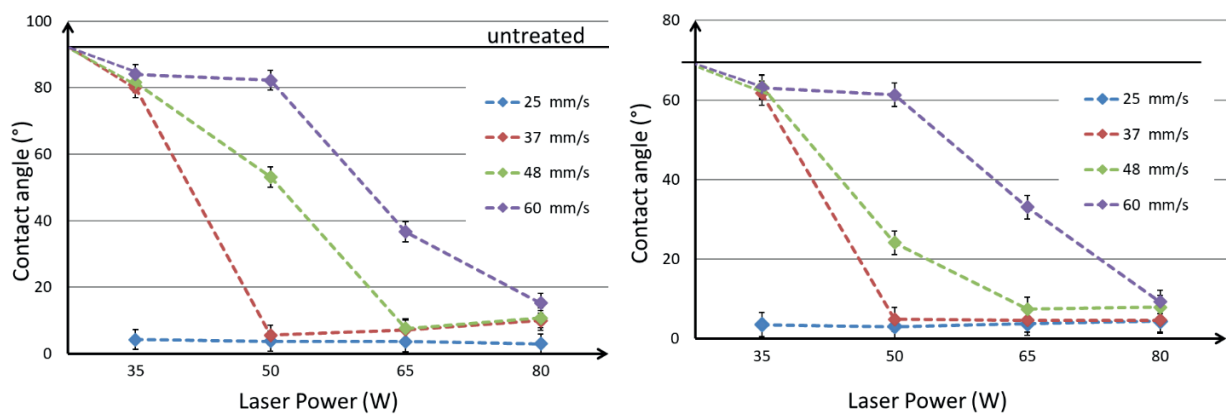 100
80
60
40
20
0
Contact angle (°)
untreated
25 mm/s
37 mm/s
48 mm/s
60 mm/s
35 50 65 80
Laser Power (W)
80
60
40
20
0
Contact angle (°)
25 mm/s
37 mm/s
48 mm/s
60 mm/s
35 50 65 80
Laser Power (W)